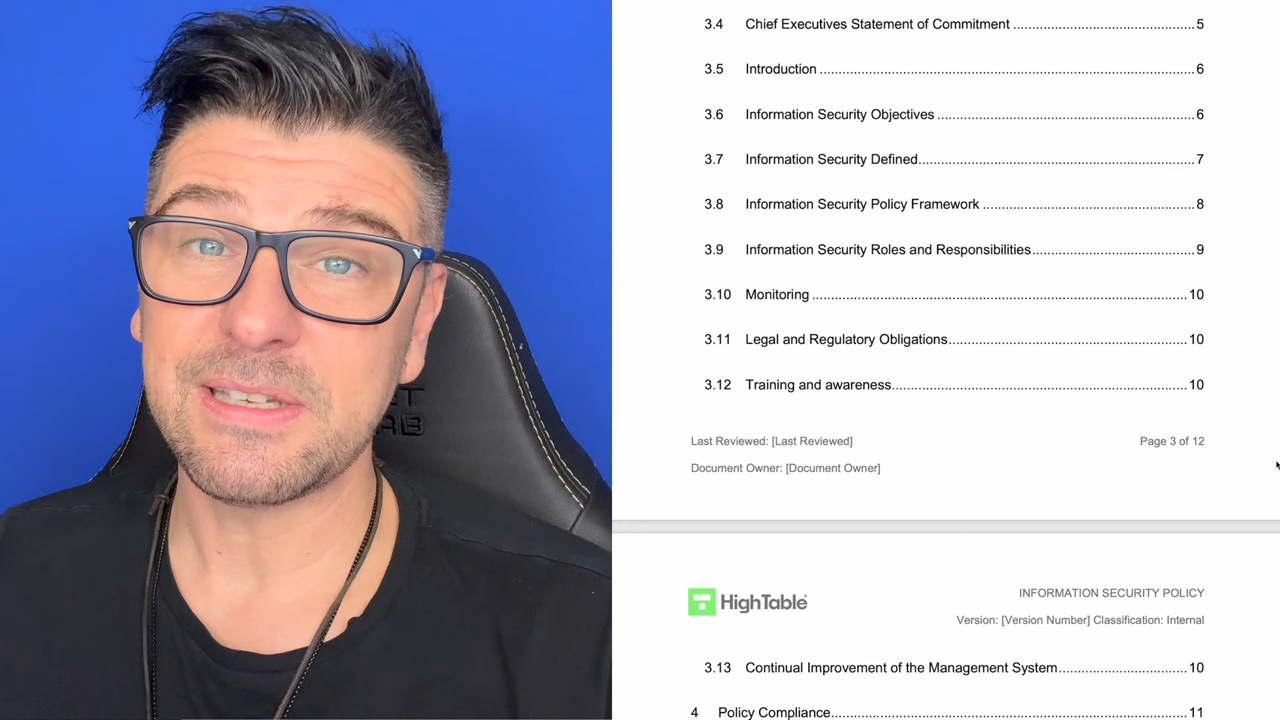 3.4 Chief Executives Statement of Commitment ........ 5
3.5 Introduction ........ 6
3.6 Information Security Objectives ........ 6
3.7 Information Security Defined ........ 7
3.8 Information Security Policy Framework ........ 8
3.9 Information Security Roles and Responsibilities ........ 9
3.10 Monitoring ........ 10
3.11 Legal and Regulatory Obligations ........ 10
3.12 Training and awareness ........ 10
Last Reviewed: [Last Reviewed] Page 3 of 12
Document Owner: [Document Owner]
HighTable
INFORMATION SECURITY POLICY
Version: [Version Number] Classification: Internal
3.13 Continual Improvement of the Management System ........ 10
4 Policy Compliance ........ 11